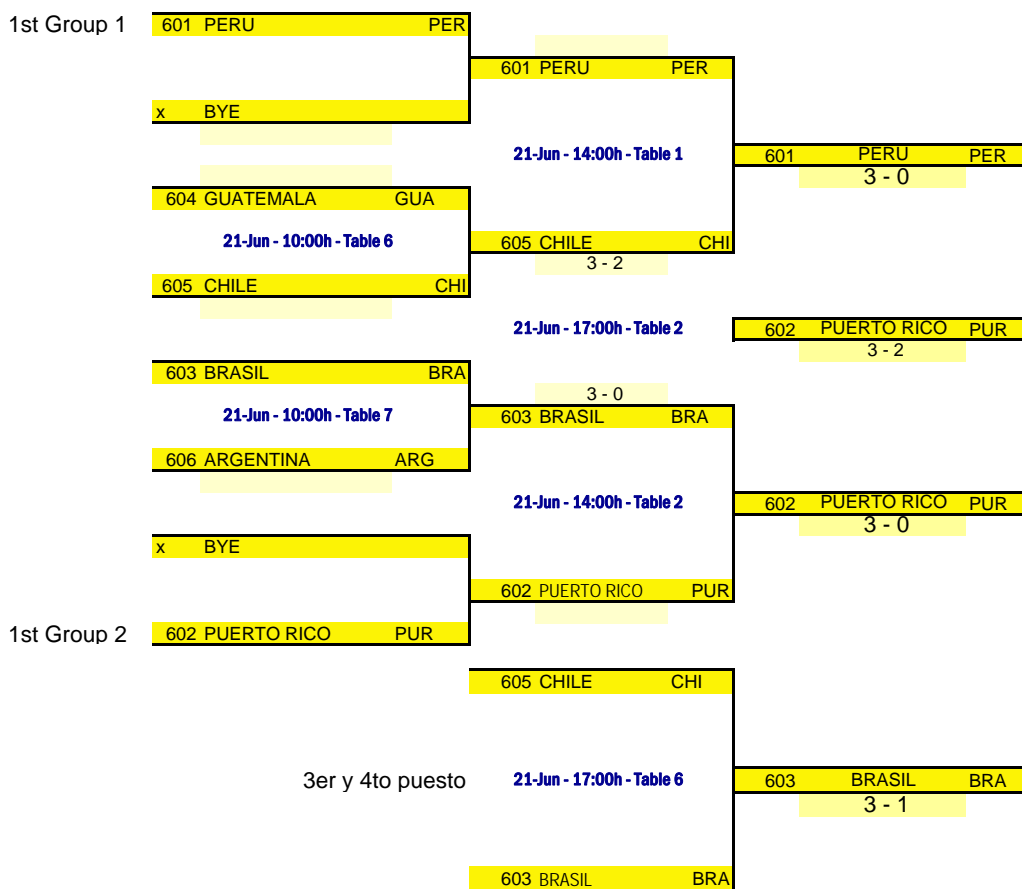 1st Group 1 601 PERU PER
601 PERU PER
x BYE
21-Jun - 14:00h - Table 1
601 PERU PER
3 - 0
604 GUATEMALA GUA
21-Jun - 10:00h - Table 6
605 CHILE CHI
3 - 2
605 CHILE CHI
21-Jun - 17:00h - Table 2
602 PUERTO RICO PUR
3 - 2
603 BRASIL BRA
3 - 0
21-Jun - 10:00h - Table 7
603 BRASIL BRA
606 ARGENTINA ARG
21-Jun - 14:00h - Table 2
602 PUERTO RICO PUR
3 - 0
x BYE
602 PUERTO RICO PUR
1st Group 2 602 PUERTO RICO PUR
605 CHILE CHI
3er y 4to puesto
21-Jun - 17:00h - Table 6
603 BRASIL BRA
3 - 1
603 BRASIL BRA